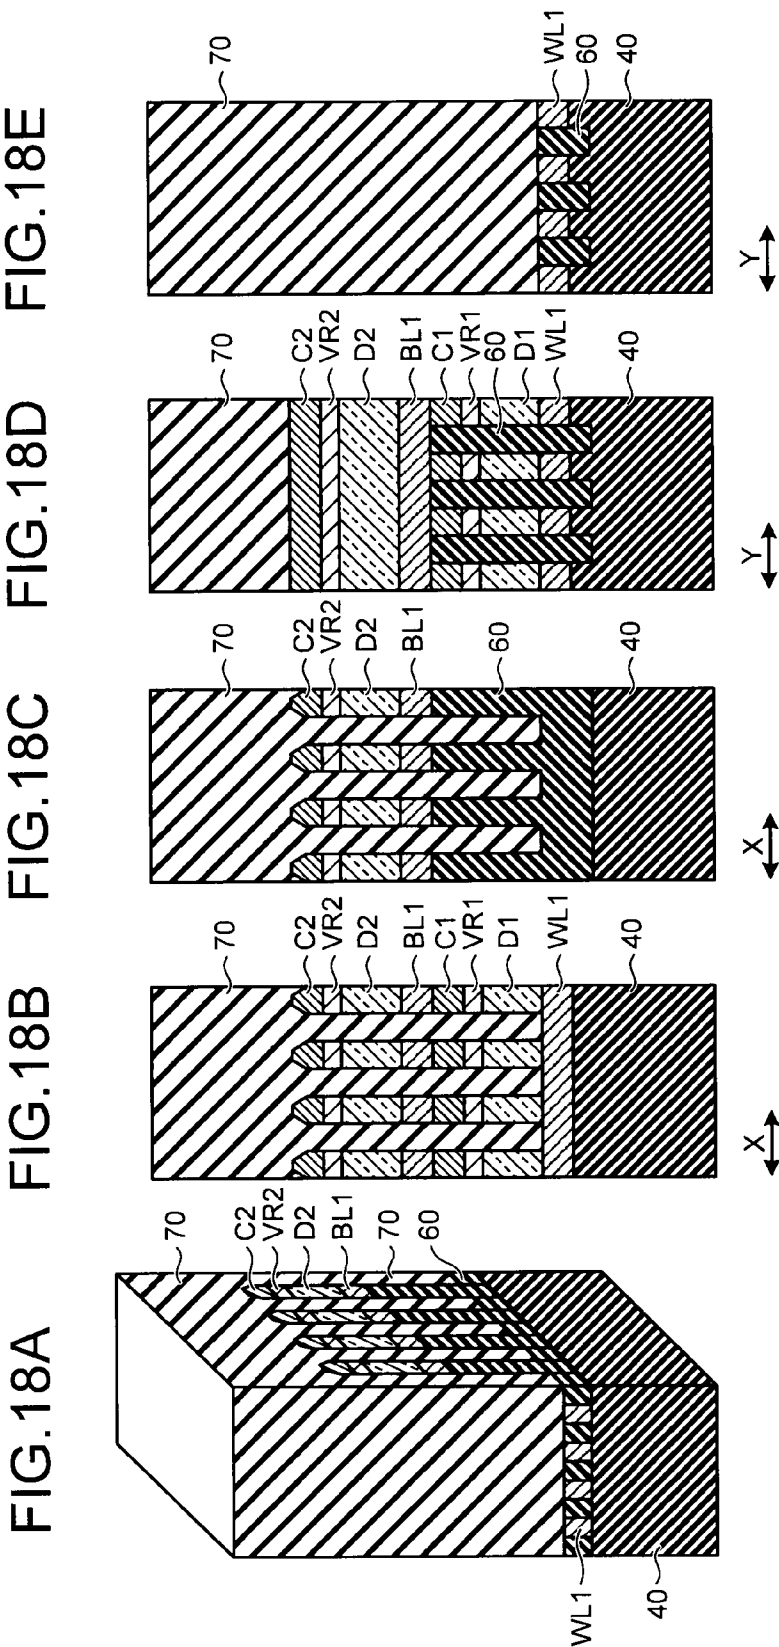 FIG.18A
70
C2
VR2
D2
BL1
70
60
WL1
40
FIG.18B
70
C2
VR2
D2
BL1
C1
VR1
D1
WL1
40
X
FIG.18C
70
C2
VR2
D2
BL1
60
40
X
FIG.18D
70
C2
VR2
D2
BL1
C1
VR1
60
D1
WL1
40
Y
FIG.18E
70
WL1
60
40
Y